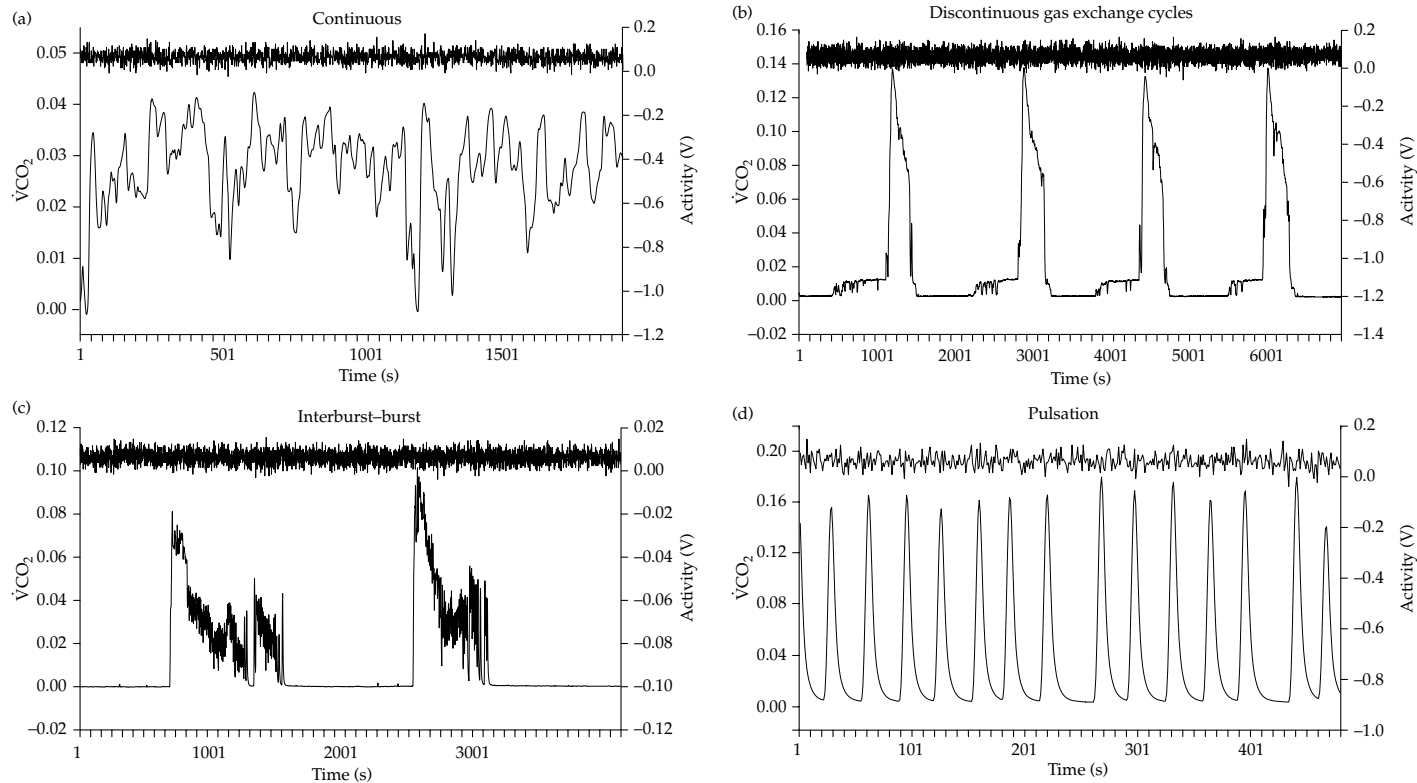 (a)
Continuous
0.05
0.04
0.03
0.02
0.01
0.00
V̇CO₂
0.2
0.0
–0.2
–0.4
–0.6
–0.8
–1.0
–1.2
Activity (V)
1 501 1001 1501
Time (s)
(b)
Discontinuous gas exchange cycles
0.16
0.14
0.12
0.10
0.08
0.06
0.04
0.02
0.00
–0.02
V̇CO₂
0.2
0.0
–0.2
–0.4
–0.6
–0.8
–1.0
–1.2
–1.4
Acitvity (V)
1 1001 2001 3001 4001 5001 6001
Time (s)
(c)
Interburst–burst
0.12
0.10
0.08
0.06
0.04
0.02
0.00
–0.02
V̇CO₂
0.02
0.00
–0.02
–0.04
–0.06
–0.08
–0.10
–0.12
Activity (V)
1001 2001 3001
Time (s)
(d)
Pulsation
0.20
0.16
0.12
0.08
0.04
0.00
V̇CO₂
0.2
0.0
–0.2
–0.4
–0.6
–0.8
–1.0
Activity (V)
1 101 201 301 401
Time (s)